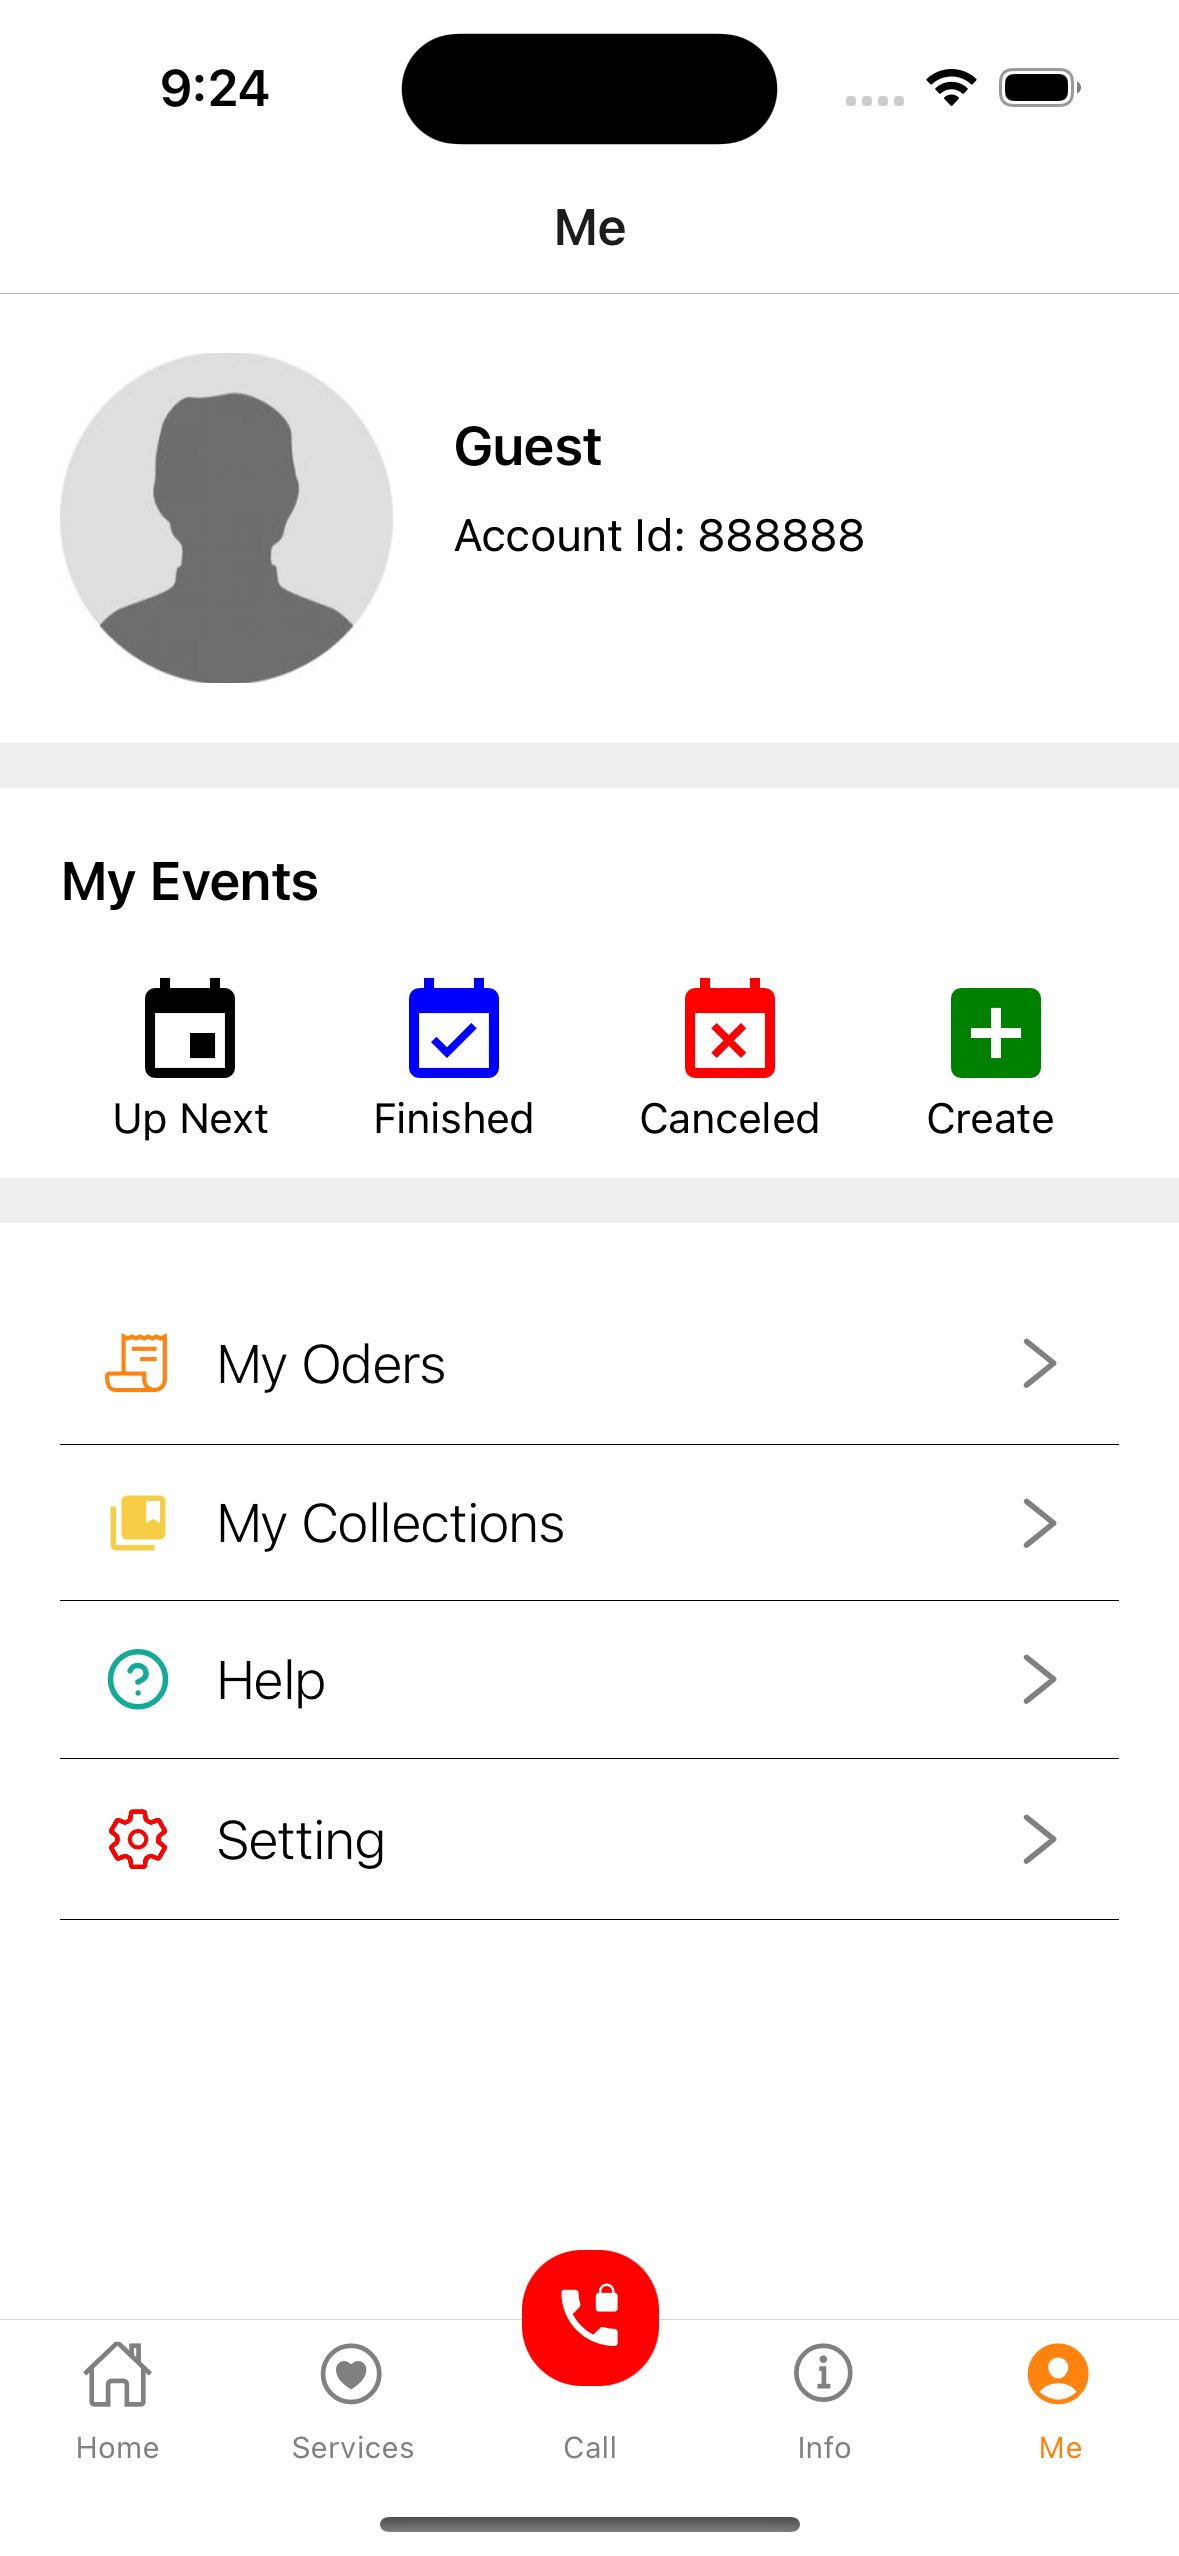 9:24
Me
Guest
Account Id: 888888
My Events
Up Next Finished Canceled Create
My Oders
My Collections
Help
Setting
Home Services Call Info Me